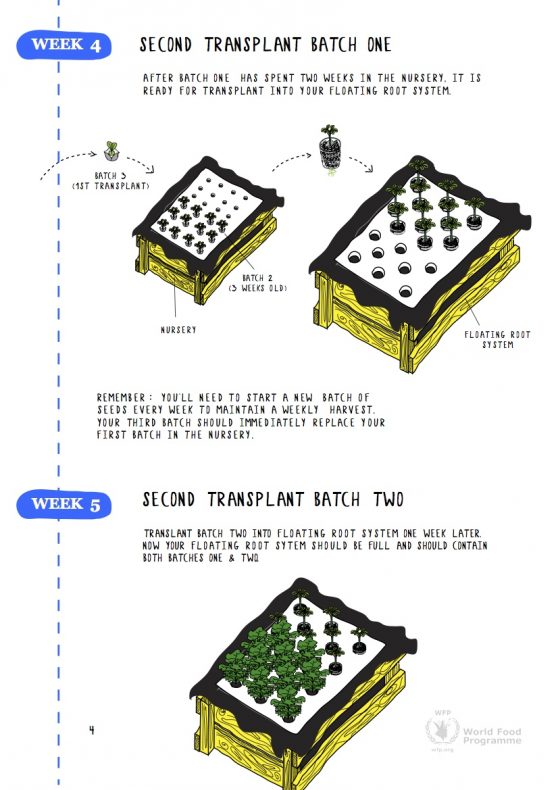 WEEK 4
SECOND TRANSPLANT BATCH ONE
AFTER BATCH ONE HAS SPENT TWO WEEKS IN THE NURSERY, IT IS
READY FOR TRANSPLANT INTO YOUR FLOATING ROOT SYSTEM.
BATCH 3
(1ST TRANSPLANT)
BATCH 2
(3 WEEKS OLD)
NURSERY
FLOATING ROOT
SYSTEM
REMEMBER: YOU'LL NEED TO START A NEW BATCH OF
SEEDS EVERY WEEK TO MAINTAIN A WEEKLY HARVEST.
YOUR THIRD BATCH SHOULD IMMEDIATELY REPLACE YOUR
FIRST BATCH IN THE NURSERY.
WEEK 5
SECOND TRANSPLANT BATCH TWO
TRANSLANT BATCH TWO INTO FLOATING ROOT SYSTEM ONE WEEK LATER.
NOW YOUR FLOATING ROOT SYTEM SHOULD BE FULL AND SHOULD CONTAIN
BOTH BATCHES ONE & TWO.
4
WFP
wfp.org
World Food
Programme